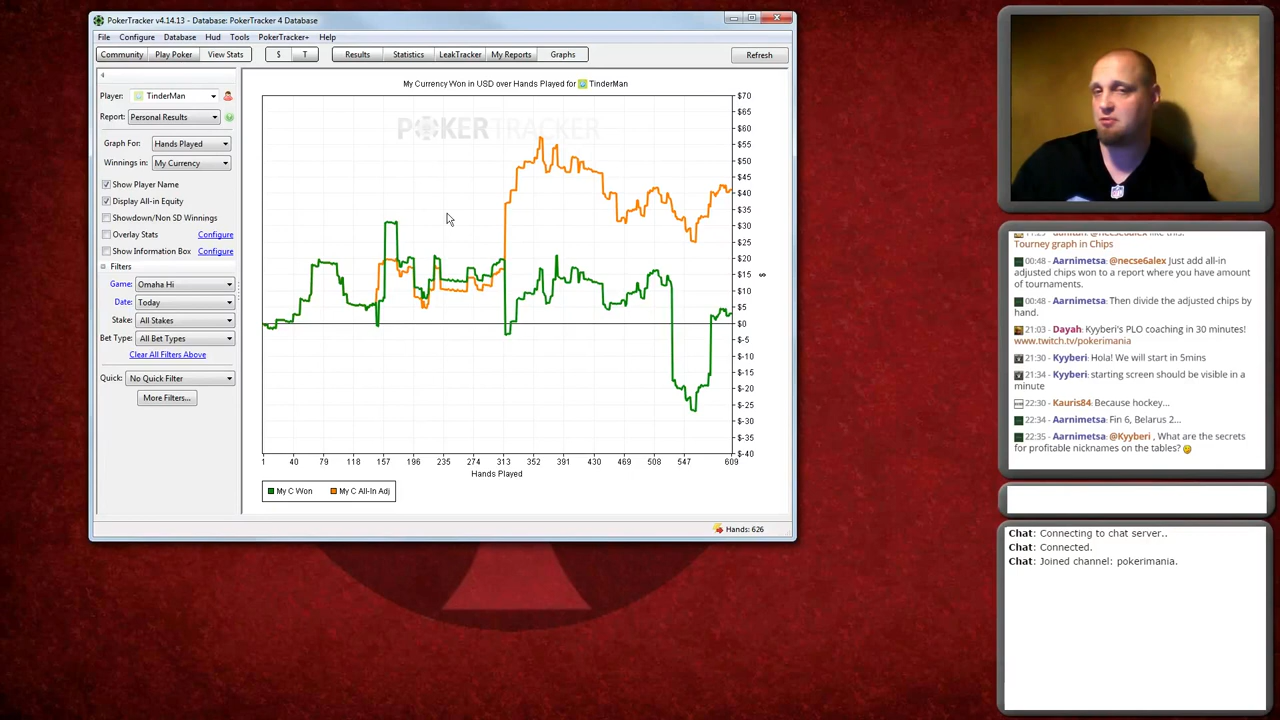 PokerTracker v4.14.13 - Database: PokerTracker 4 Database
File Configure Database Hud Tools PokerTracker+ Help
Community Play Poker View Stats $ T Results Statistics LeakTracker My Reports Graphs Refresh
Player: TinderMan
Report: Personal Results
Graph For: Hands Played
Winnings in: My Currency
Show Player Name
Display All-in Equity
Showdown/Non SD Winnings
Overlay Stats Configure
Show Information Box Configure
Filters
Game: Omaha Hi
Date: Today
Stake: All Stakes
Bet Type: All Bet Types
Clear All Filters Above
Quick: No Quick Filter
More Filters...
My Currency Won in USD over Hands Played for TinderMan
POKERTRACKER
$70
$65
$60
$55
$50
$45
$40
$35
$30
$25
$20
$15
$10
$5
$0
$-5
$-10
$-15
$-20
$-25
$-30
$-35
$-40
$
1 40 79 118 157 196 235 274 313 352 391 430 469 508 547 609
Hands Played
My C Won My C All-In Adj
Hands: 626
NFL
Tourney graph in Chips
00:48 - Aarnimetsa: @necse6alex Just add all-in
adjusted chips won to a report where you have amount
of tournaments.
00:48 - Aarnimetsa: Then divide the adjusted chips by
hand.
21:03 - Dayah: Kyyberi's PLO coaching in 30 minutes!
www.twitch.tv/pokerimania
21:30 - Kyyberi: Hola! We will start in 5mins
21:34 - Kyyberi: starting screen should be visible in a
minute
22:30 - Kauris84: Because hockey...
22:34 - Aarnimetsa: Fin 6, Belarus 2...
22:35 - Aarnimetsa: @Kyyberi , What are the secrets
for profitable nicknames on the tables?
Chat: Connecting to chat server..
Chat: Connected.
Chat: Joined channel: pokerimania.